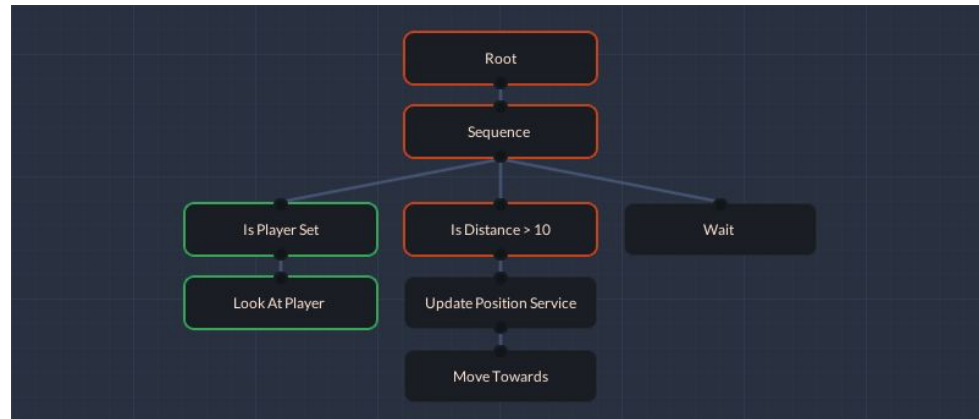 Root
Sequence
Is Player Set
Is Distance > 10
Wait
Look At Player
Update Position Service
Move Towards